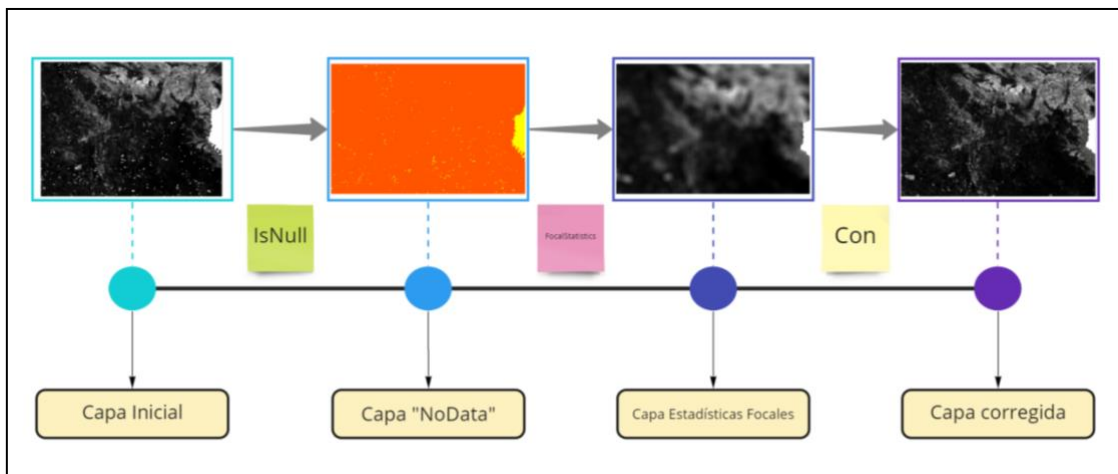 IsNull
FocalStatistics
Con
Capa Inicial
Capa "NoData"
Capa Estadísticas Focales
Capa corregida